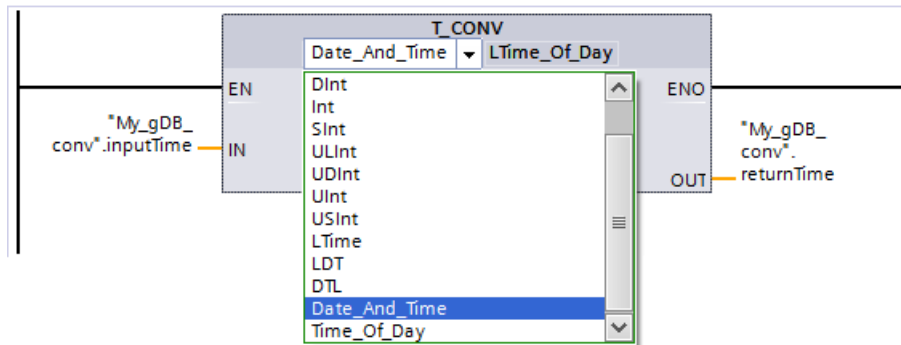 T_CONV
Date_And_Time LTime_Of_Day
EN
ENO
"My_gDB_
conv".inputTime
IN
DInt
Int
SInt
ULInt
UDInt
UInt
USInt
LTime
LDT
DTL
Date_And_Time
Time_Of_Day
"My_gDB_
conv".
returnTime
OUT